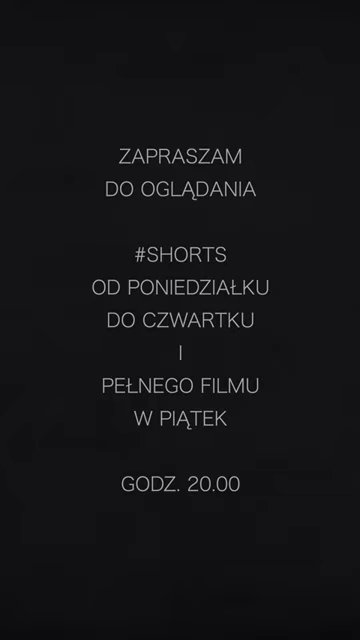 ZAPRASZAM
DO OGLĄDANIA
#SHORTS
OD PONIEDZIAŁKU
DO CZWARTKU
I
PEŁNEGO FILMU
W PIĄTEK
GODZ. 20.00